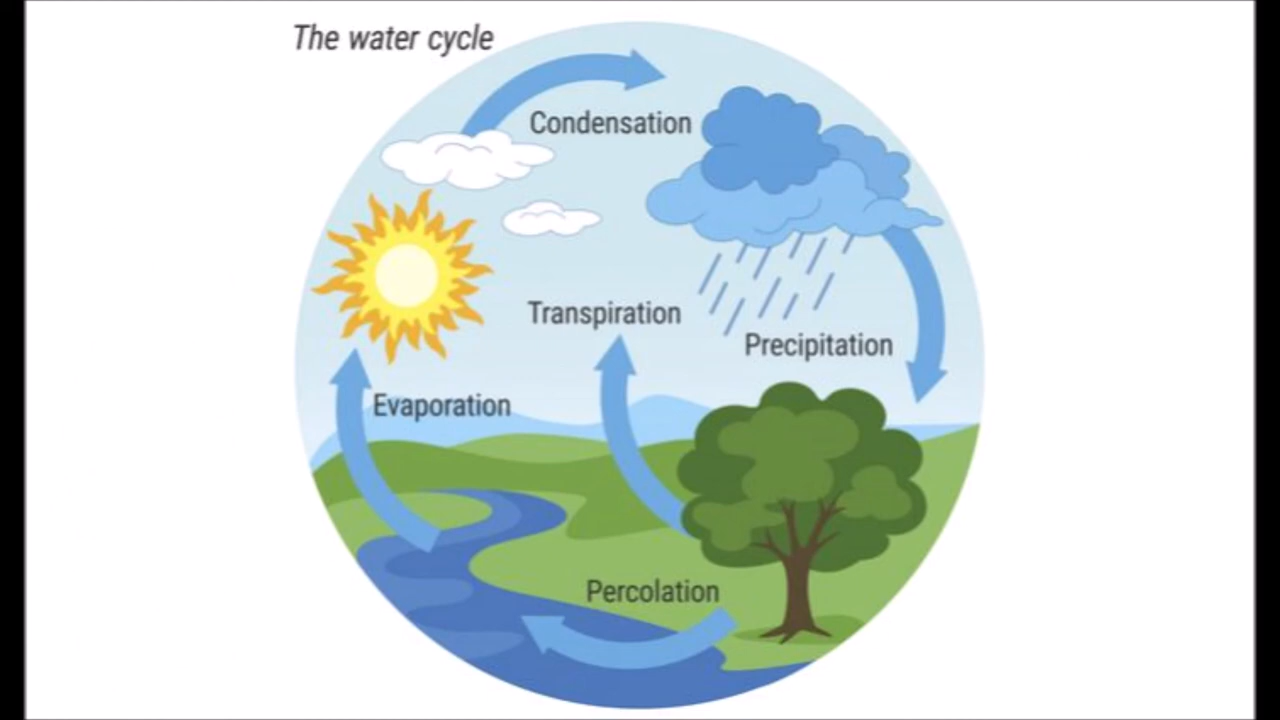 The water cycle
Condensation
Transpiration
Precipitation
Evaporation
Percolation